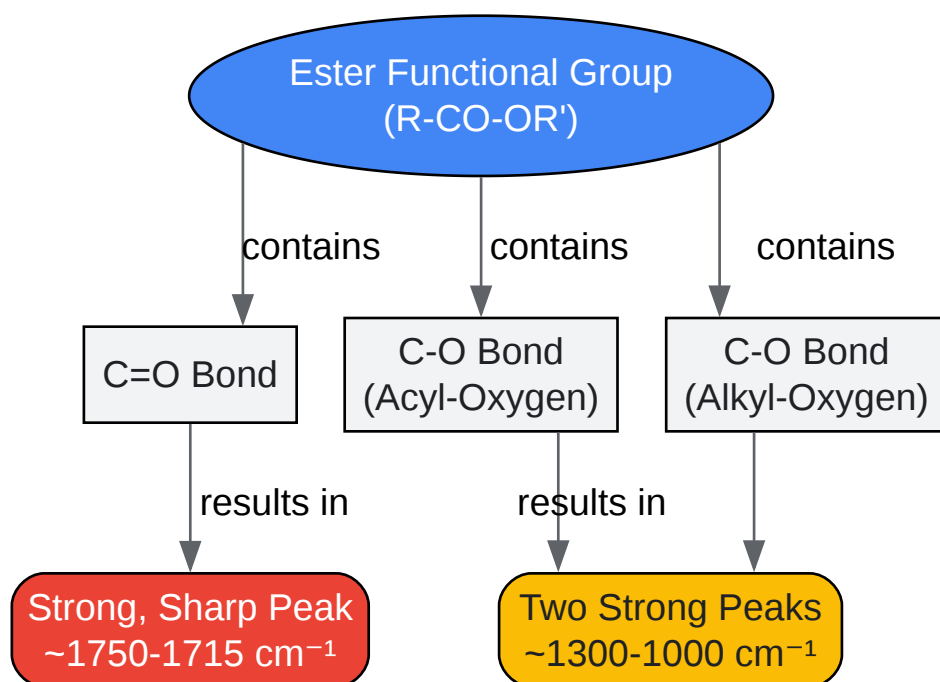 Ester Functional Group
(R-CO-OR')
contains
contains
contains
C=O Bond
C-O Bond
(Acyl-Oxygen)
C-O Bond
(Alkyl-Oxygen)
results in
results in
Strong, Sharp Peak
~1750-1715 cm⁻¹
Two Strong Peaks
~1300-1000 cm⁻¹